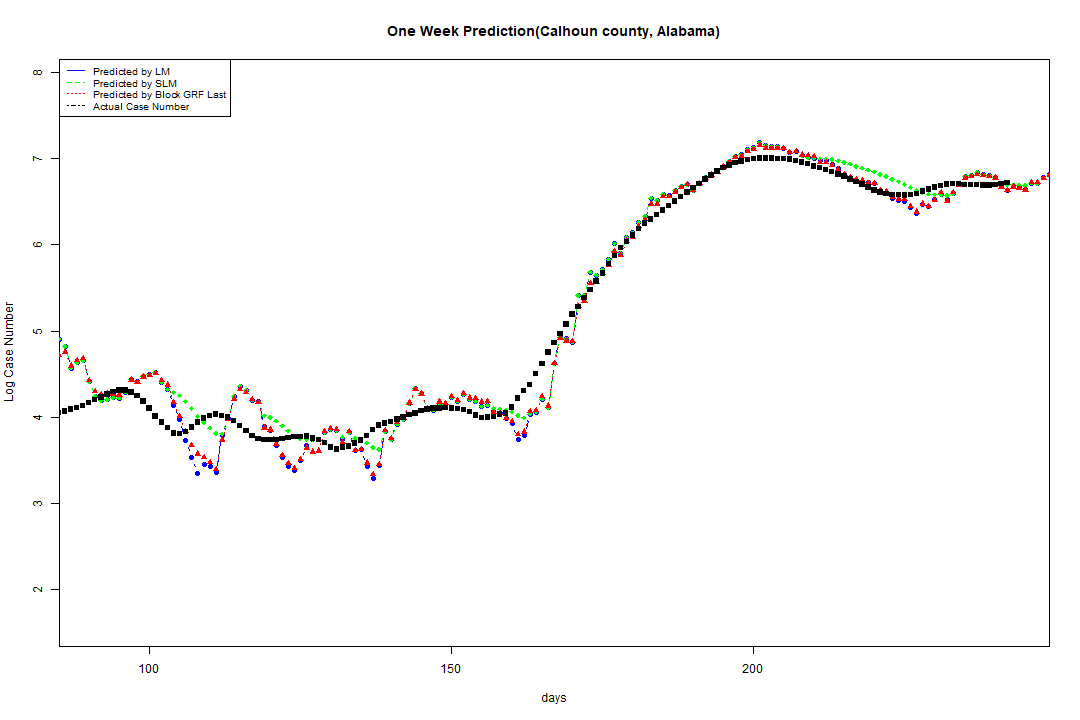 One Week Prediction(Calhoun county, Alabama)
Predicted by LM
Predicted by SLM
Predicted by Block GRF Last
Actual Case Number
8
7
6
5
4
3
2
Log Case Number
100 150 200
days